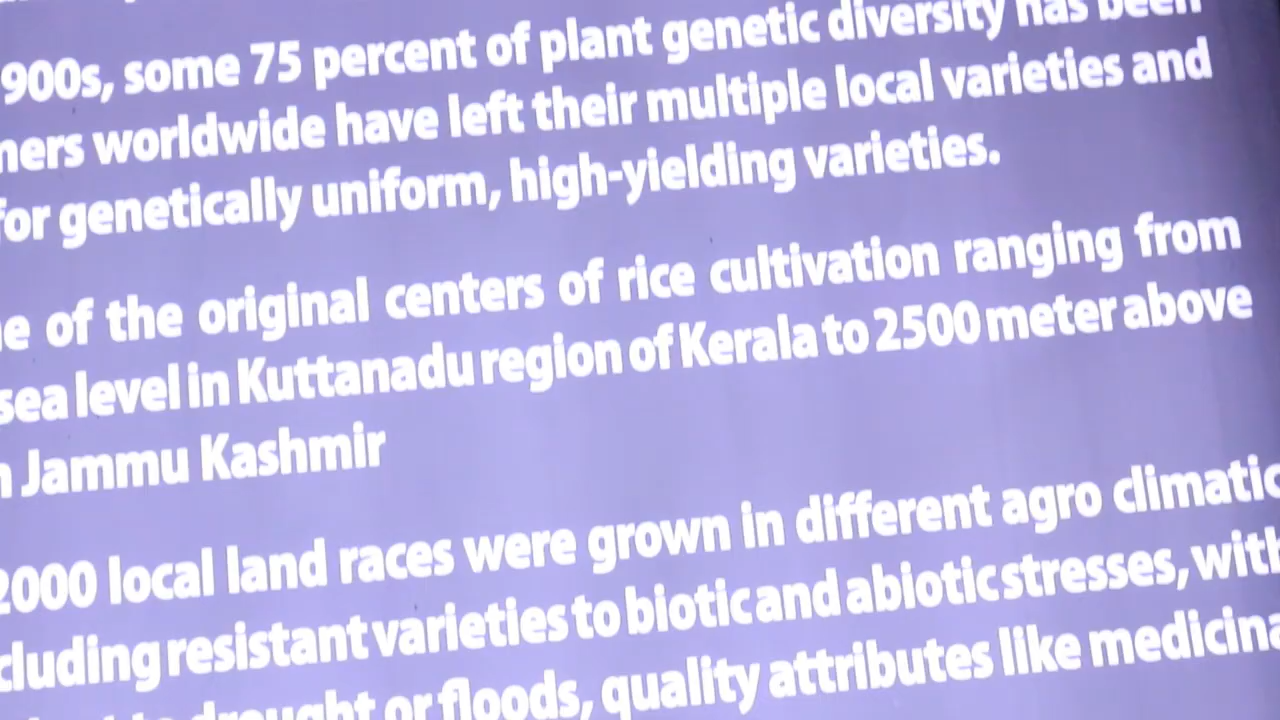 900s, some 75 percent of plant genetic diversity has been
ners worldwide have left their multiple local varieties and
for genetically uniform, high-yielding varieties.
e of the original centers of rice cultivation ranging from
sea level in Kuttanadu region of Kerala to 2500 meter above
n Jammu Kashmir
2000 local land races were grown in different agro climatic
cluding resistant varieties to biotic and abiotic stresses, with
drought or floods, quality attributes like medicina